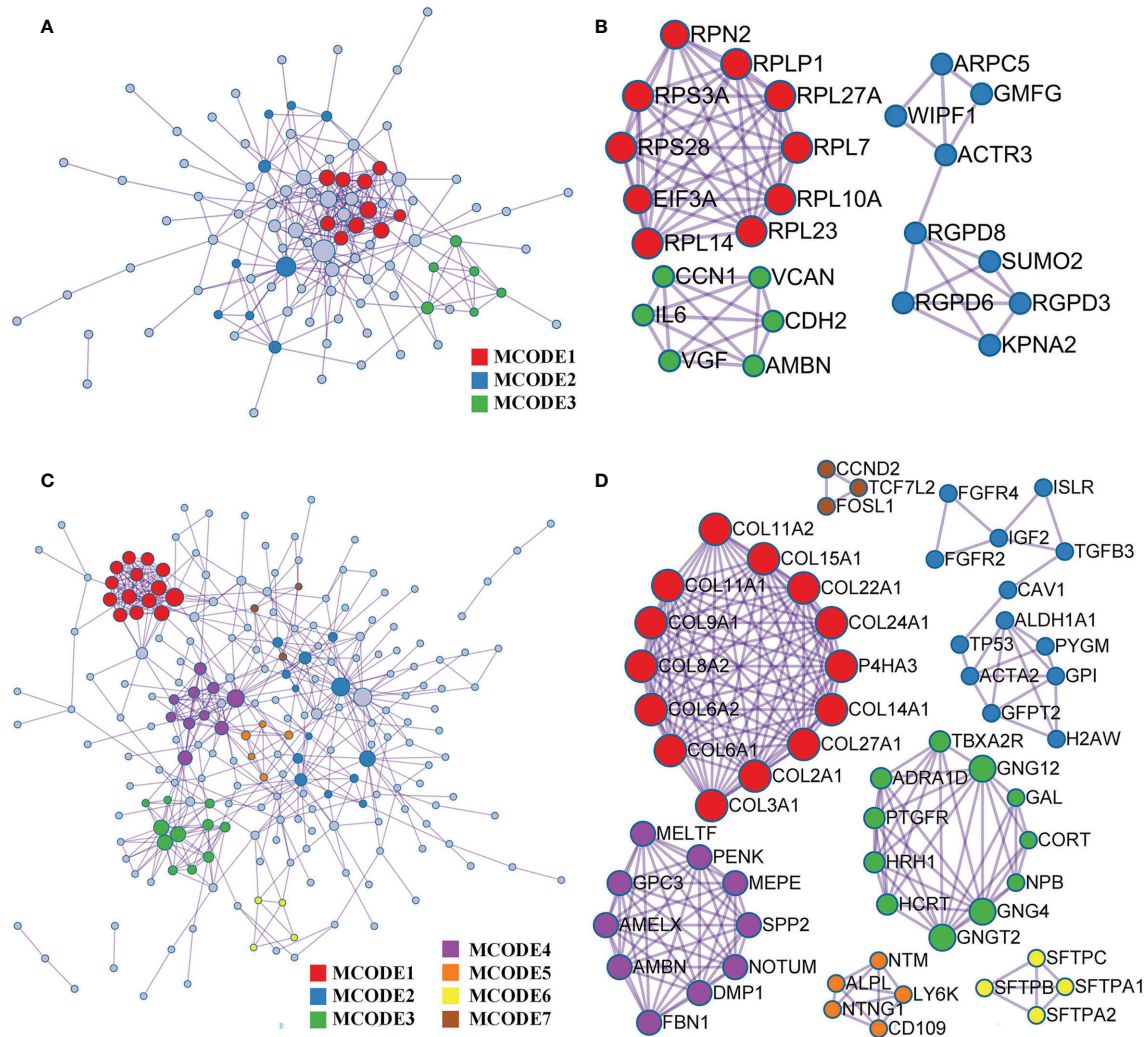 A
MCODE1
MCODE2
MCODE3
B
RPN2
RPLP1
RPS3A
RPL27A
RPS28
RPL7
EIF3A
RPL10A
RPL14
RPL23
CCN1
VCAN
IL6
CDH2
VGF
AMBN
ARPC5
GMFG
WIPF1
ACTR3
RGPD8
SUMO2
RGPD6
RGPD3
KPNA2
C
MCODE1
MCODE2
MCODE3
MCODE4
MCODE5
MCODE6
MCODE7
D
CCND2
TCF7L2
FOSL1
COL11A2
COL15A1
COL11A1
COL22A1
COL9A1
COL24A1
COL8A2
P4HA3
COL6A2
COL14A1
COL6A1
COL27A1
COL2A1
COL3A1
FGFR4
ISLR
IGF2
FGFR2
TGFB3
CAV1
ALDH1A1
TP53
PYGM
ACTA2
GPI
GFPT2
H2AW
TBXA2R
GNG12
ADRA1D
GAL
PTGFR
CORT
HRH1
NPB
HCRT
GNG4
GNGT2
MELTF
PENK
GPC3
MEPE
AMELX
SPP2
AMBN
NOTUM
DMP1
FBN1
NTM
ALPL
LY6K
NTNG1
CD109
SFTPC
SFTPB
SFTPA1
SFTPA2